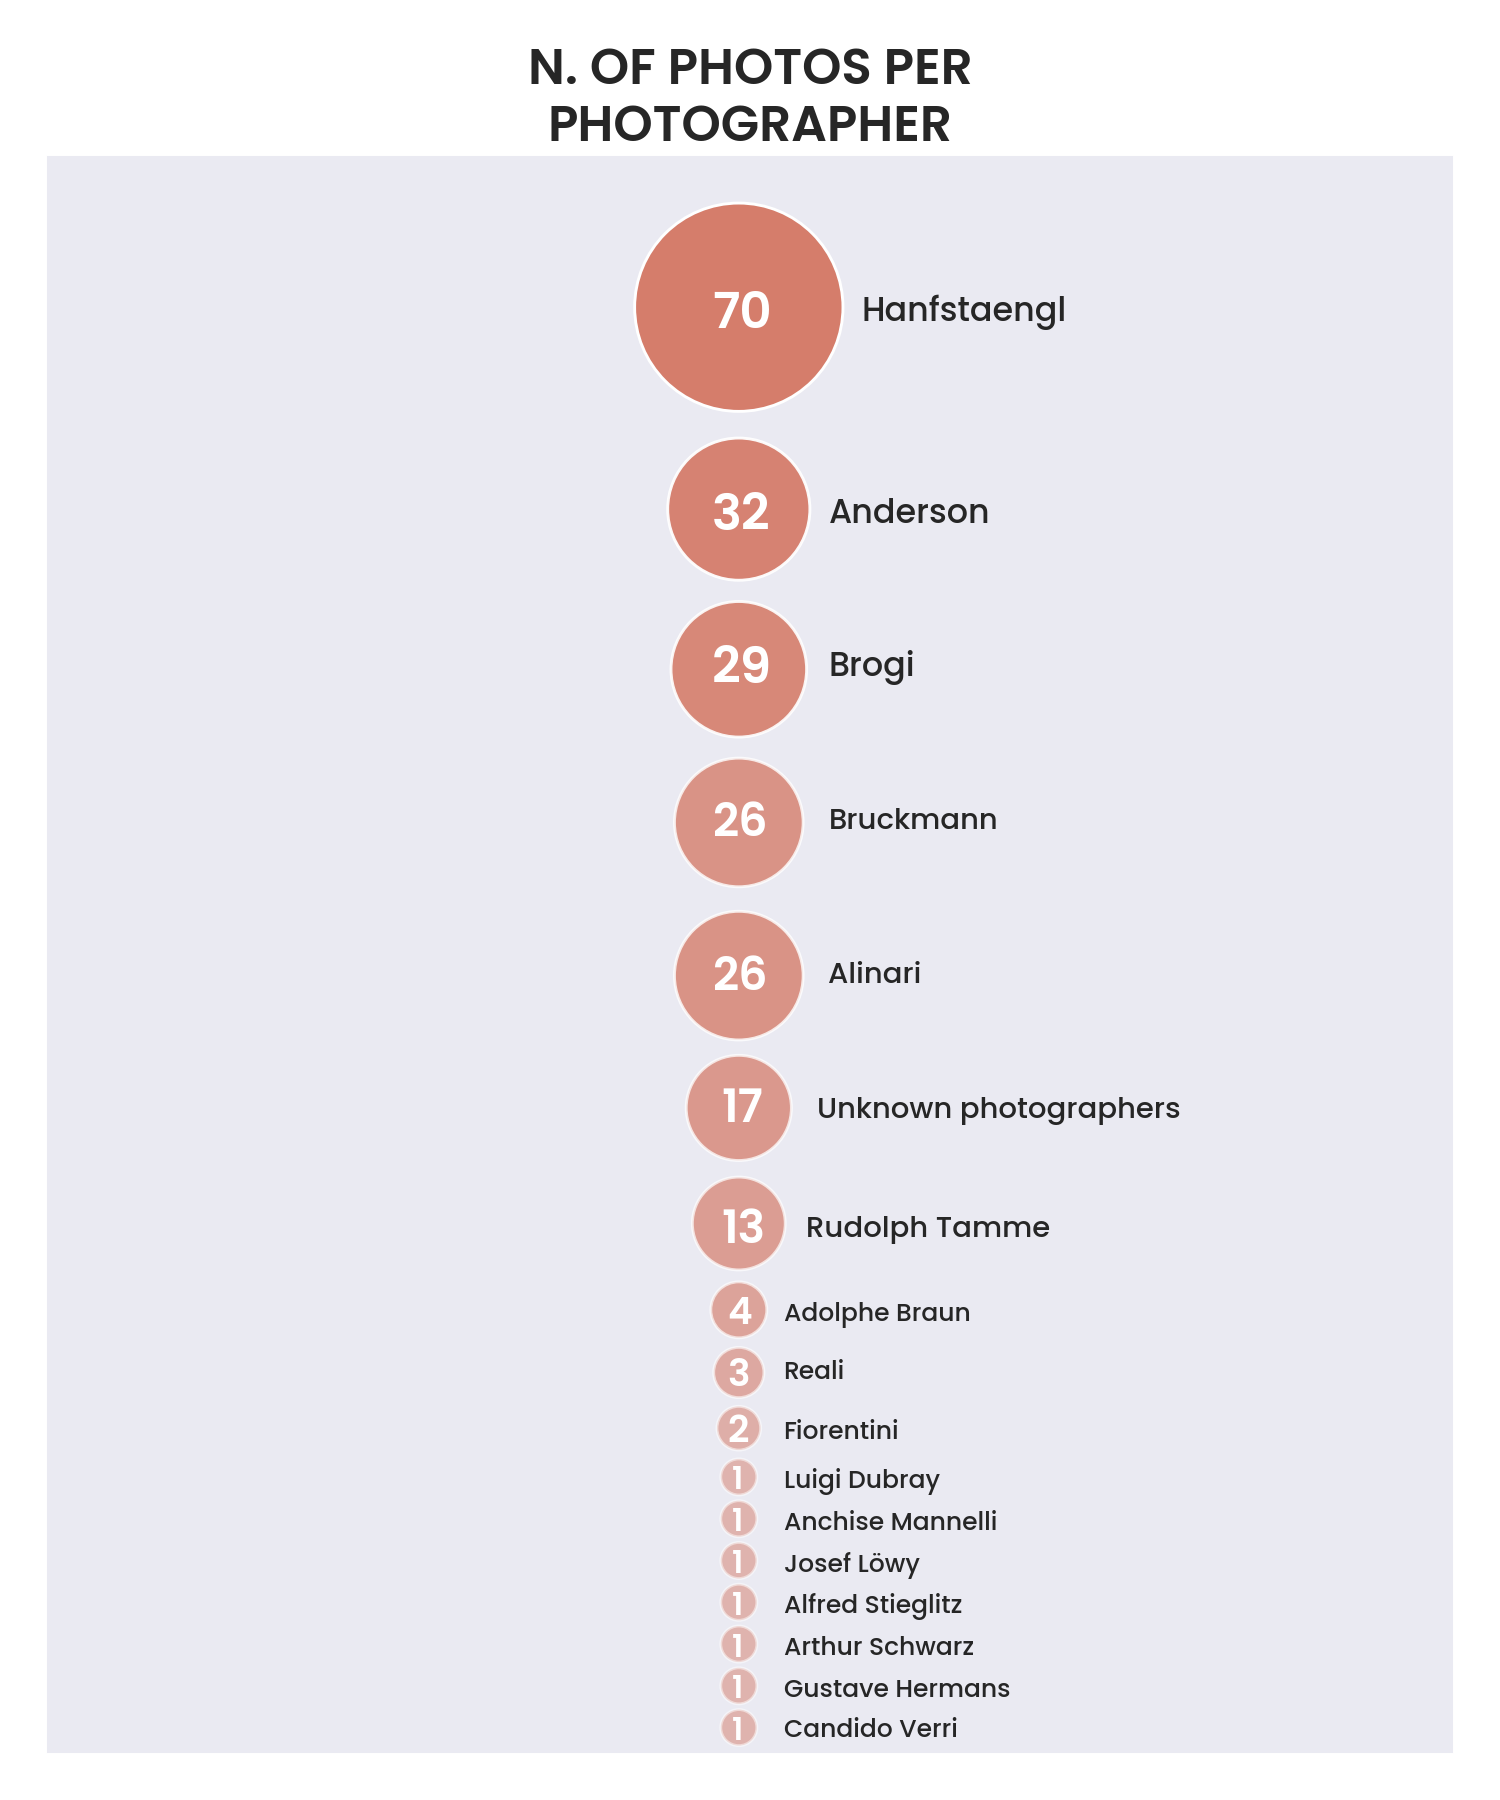 N. OF PHOTOS PER
PHOTOGRAPHER
70 Hanfstaengl
32 Anderson
29 Brogi
26 Bruckmann
26 Alinari
17 Unknown photographers
13 Rudolph Tamme
4 Adolphe Braun
3 Reali
2 Fiorentini
1 Luigi Dubray
1 Anchise Mannelli
1 Josef Löwy
1 Alfred Stieglitz
1 Arthur Schwarz
1 Gustave Hermans
1 Candido Verri